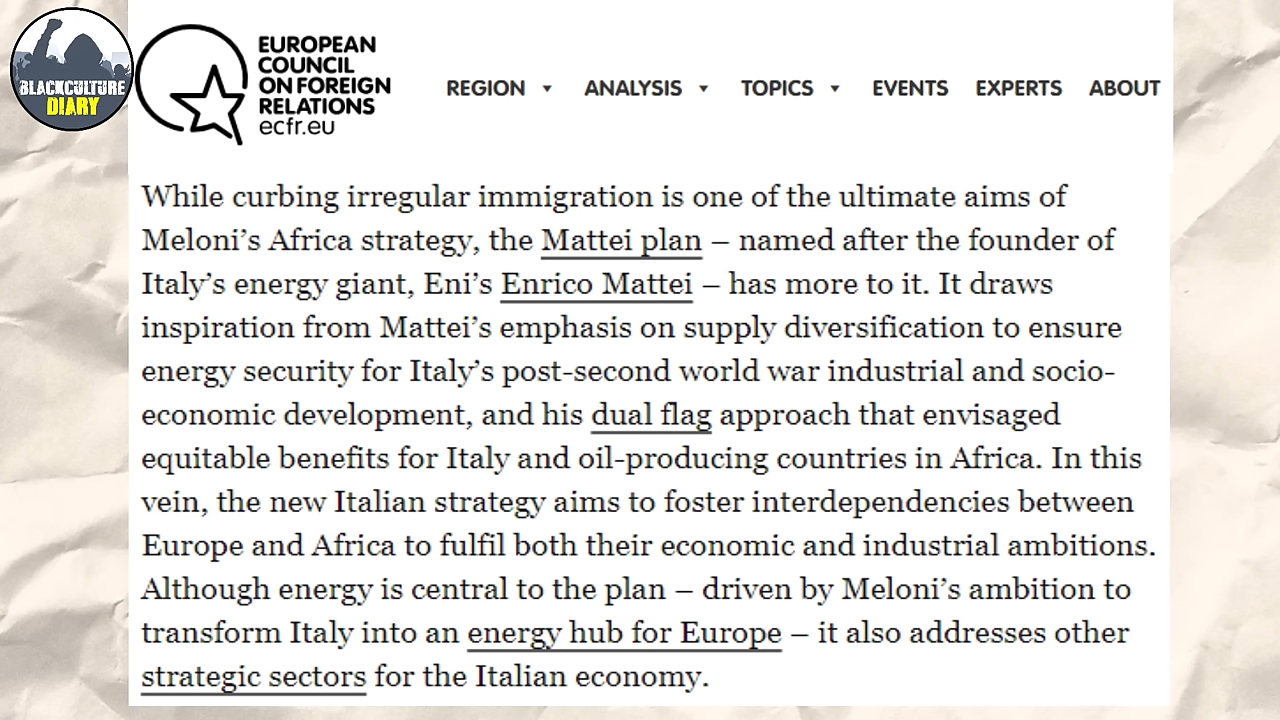 BLACKCULTURE
DIARY
EUROPEAN
COUNCIL
ON FOREIGN
RELATIONS
ecfr.eu
REGION ANALYSIS TOPICS EVENTS EXPERTS ABOUT
While curbing irregular immigration is one of the ultimate aims of
Meloni’s Africa strategy, the Mattei plan – named after the founder of
Italy’s energy giant, Eni’s Enrico Mattei – has more to it. It draws
inspiration from Mattei’s emphasis on supply diversification to ensure
energy security for Italy’s post-second world war industrial and socio-
economic development, and his dual flag approach that envisaged
equitable benefits for Italy and oil-producing countries in Africa. In this
vein, the new Italian strategy aims to foster interdependencies between
Europe and Africa to fulfil both their economic and industrial ambitions.
Although energy is central to the plan – driven by Meloni’s ambition to
transform Italy into an energy hub for Europe – it also addresses other
strategic sectors for the Italian economy.